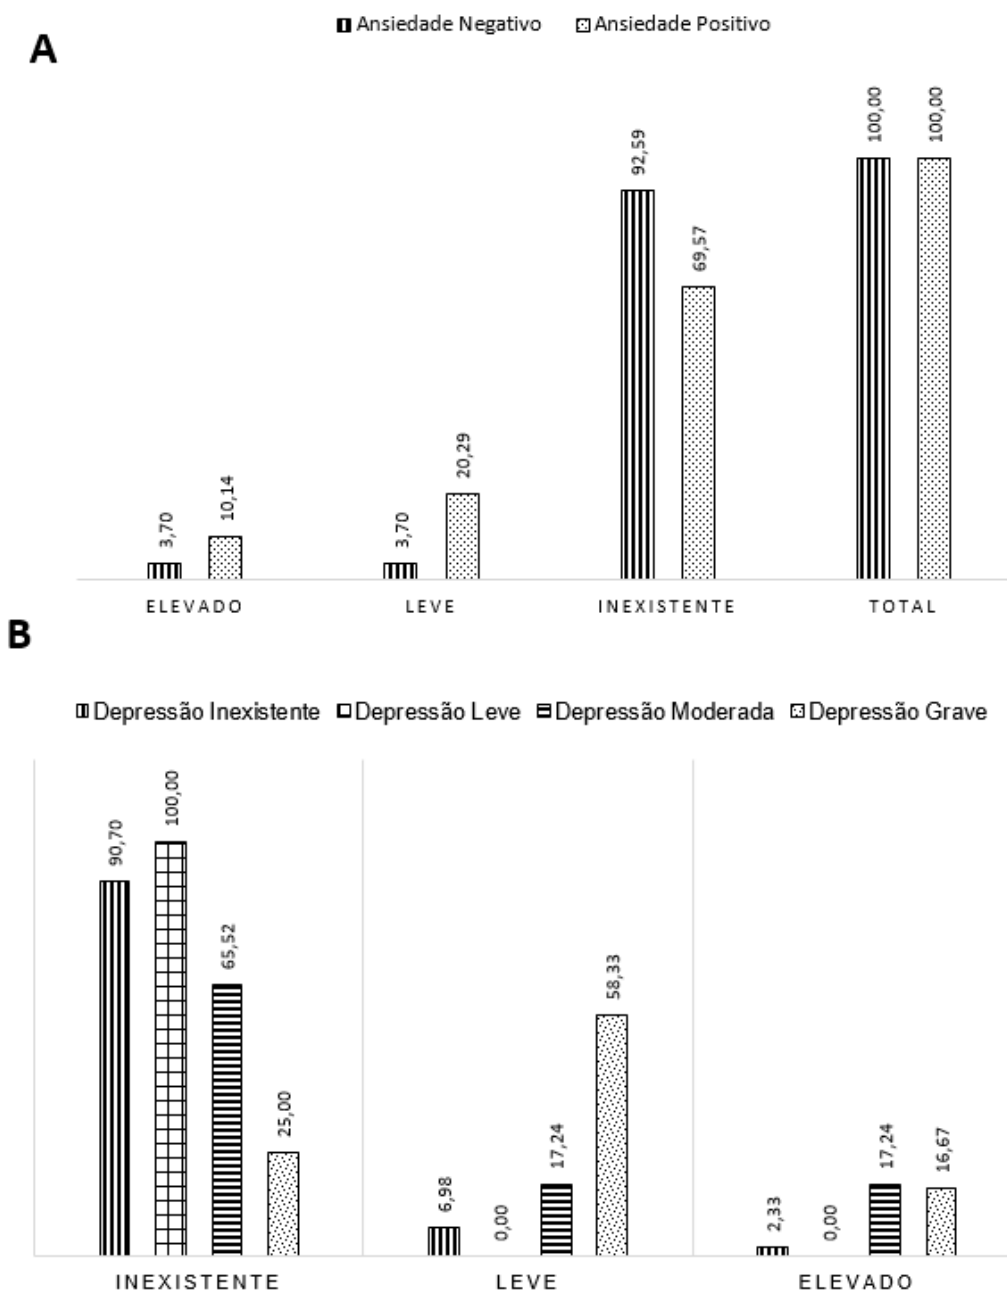 Ansiedade Negativo Ansiedade Positivo
A
3,70 10,14 3,70 20,29 92,59 69,57 100,00 100,00
ELEVADO LEVE INEXISTENTE TOTAL
B
Depressão Inexistente Depressão Leve Depressão Moderada Depressão Grave
90,70 100,00 65,52 25,00 6,98 0,00 17,24 58,33 2,33 0,00 17,24 16,67
INEXISTENTE LEVE ELEVADO